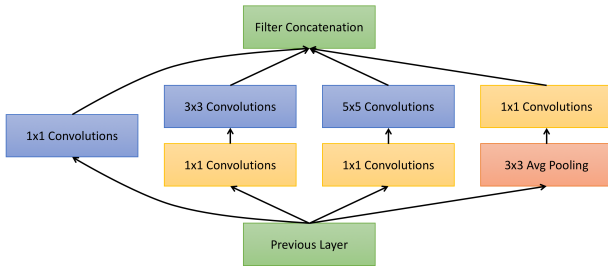 Filter Concatenation
3x3 Convolutions
5x5 Convolutions
1x1 Convolutions
1x1 Convolutions
1x1 Convolutions
1x1 Convolutions
3x3 Avg Pooling
Previous Layer